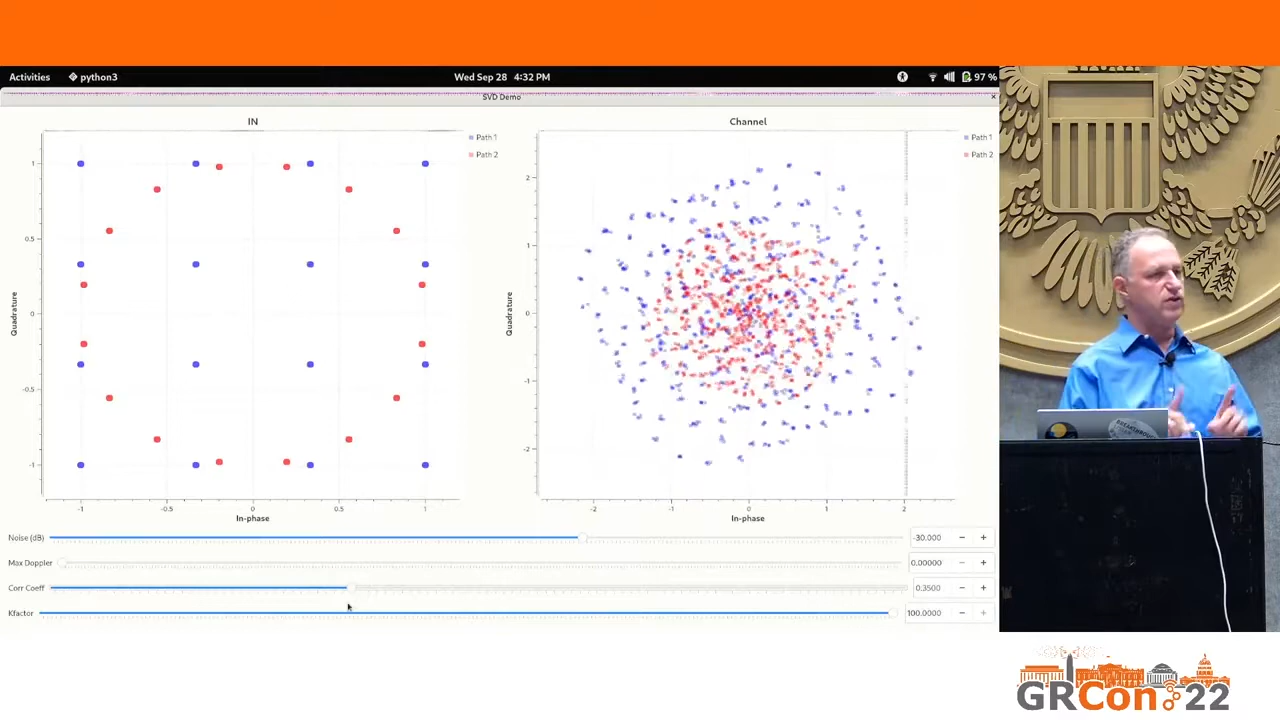 Activities python3 Wed Sep 28 4:32 PM 97 %
SVD Demo
IN
Path 1
Path 2
1
0.5
0
-0.5
-1
Quadrature
-1 -0.5 0 0.5 1
In-phase
Channel
Path 1
Path 2
2
1
0
-1
-2
Quadrature
-2 -1 0 1 2
In-phase
Noise (dB) -30.000 − +
Max Doppler 0.00000 − +
Corr Coeff 0.3500 − +
Kfactor 100.0000 − +
BREAKTHROUGH
GRCon 22